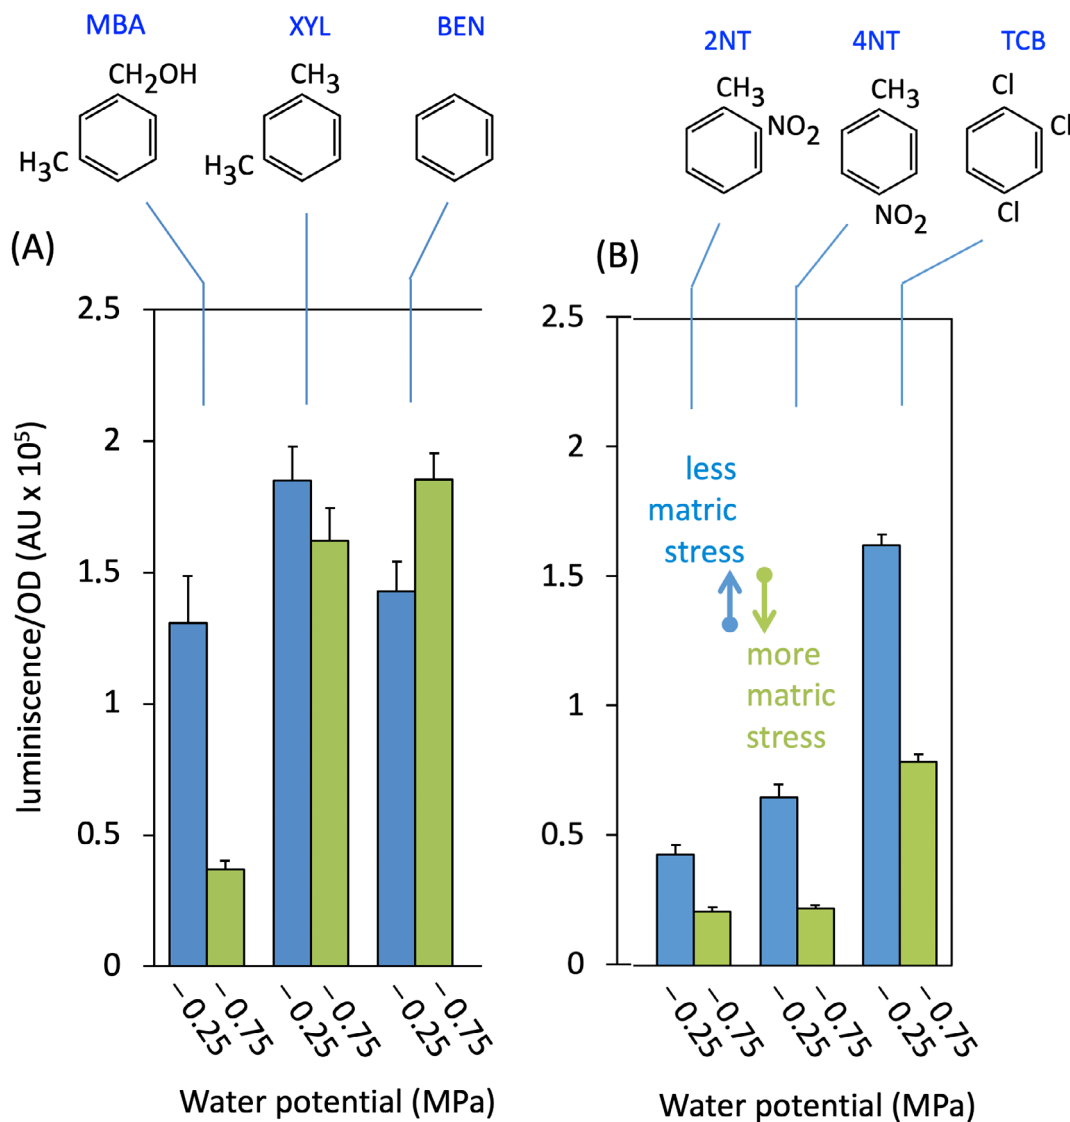 MBA
XYL
BEN
CH2OH
H3C
CH3
H3C
2NT
4NT
TCB
CH3
NO2
CH3
NO2
Cl
Cl
Cl
(A)
2.5
2
1.5
1
0.5
0
luminiscence/OD (AU x 10⁵)
– 0.25
– 0.75
– 0.25
– 0.75
– 0.25
– 0.75
Water potential (MPa)
(B)
2.5
2
1.5
1
0.5
0
less
matric
stress
more
matric
stress
– 0.25
– 0.75
– 0.25
– 0.75
– 0.25
– 0.75
Water potential (MPa)